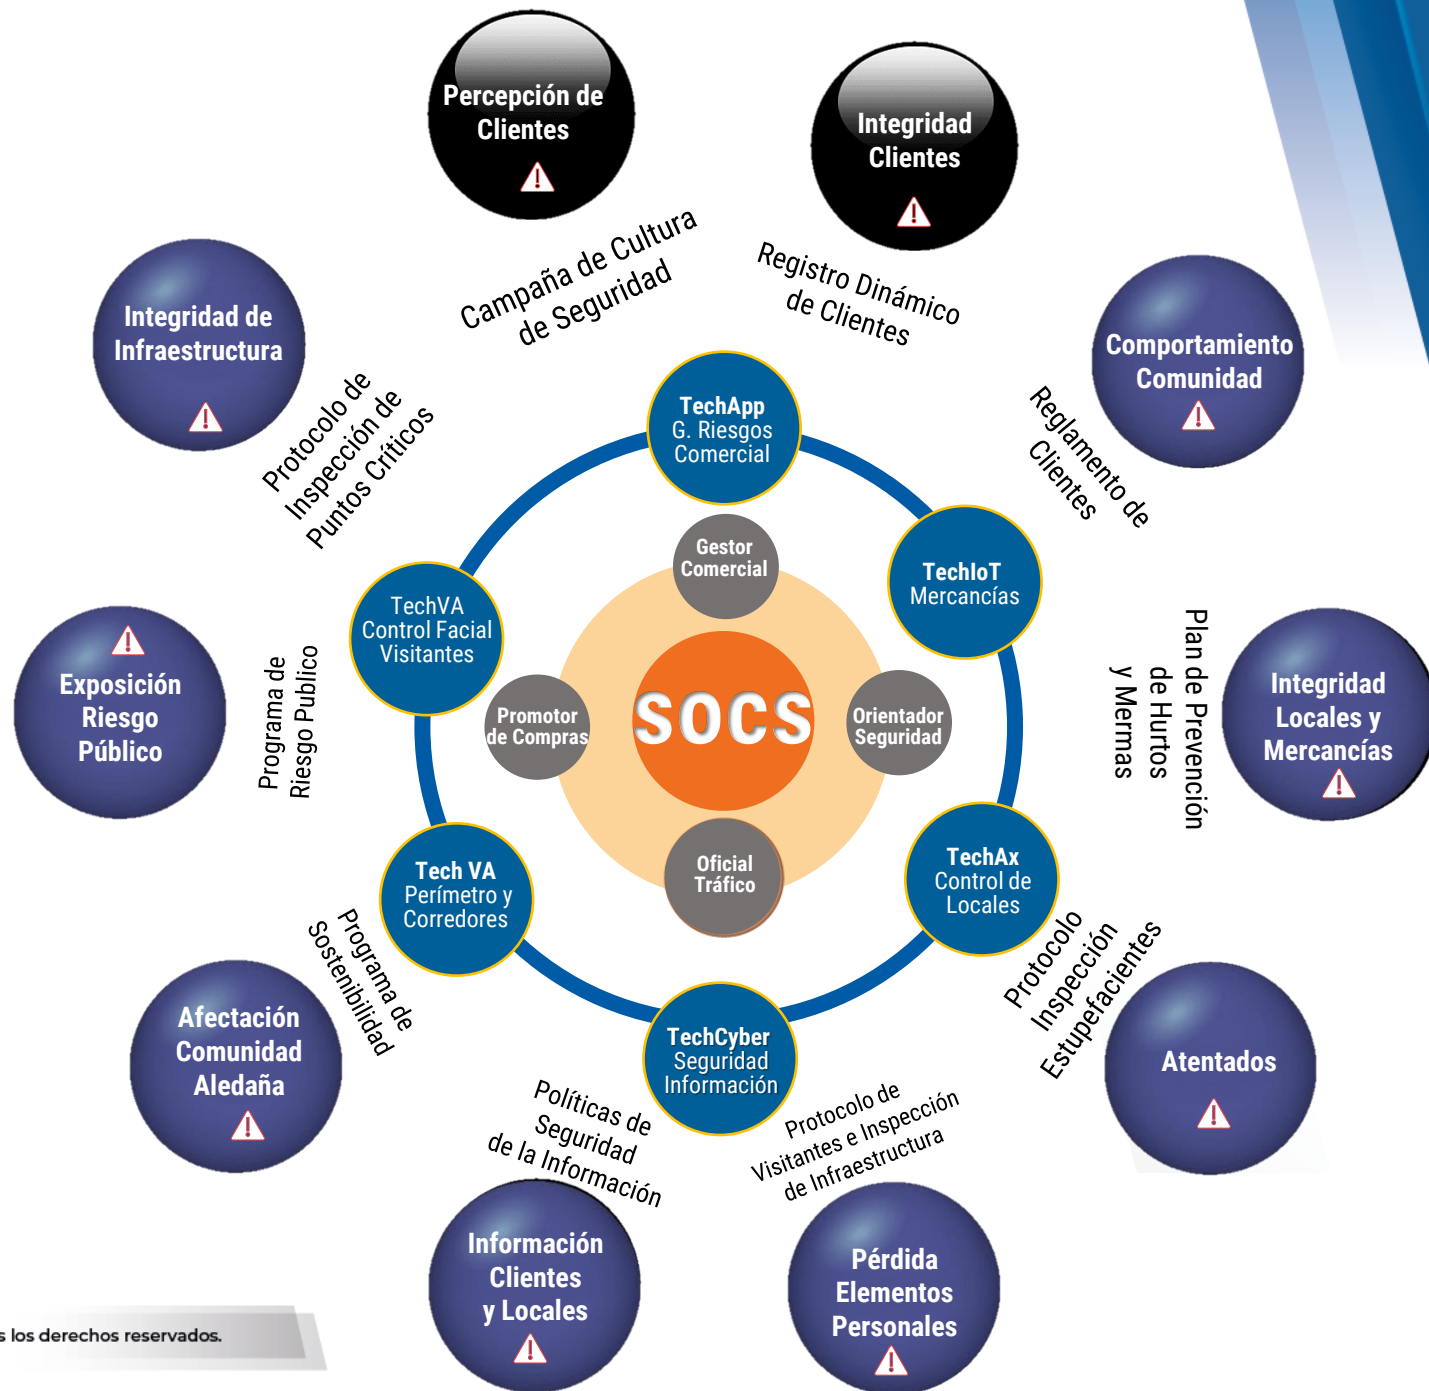 Percepción de
Clientes
Integridad
Clientes
Campaña de Cultura
de Seguridad
Registro Dinámico
de Clientes
Integridad de
Infraestructura
Comportamiento
Comunidad
Protocolo de
Inspección de
Puntos Críticos
Reglamento de
Clientes
TechApp
G. Riesgos
Comercial
Gestor
Comercial
TechIoT
Mercancías
TechVA
Control Facial
Visitantes
Exposición
Riesgo
Público
Programa de
Riesgo Publico
Promotor
de Compras
SOCS
Orientador
Seguridad
Plan de Prevención
de Hurtos
y Mermas
Integridad
Locales y
Mercancías
Tech VA
Perímetro y
Corredores
Oficial
Tráfico
TechAx
Control de
Locales
Programa de
Sostenibilidad
Protocolo
Inspección
Estupefacientes
Afectación
Comunidad
Aledaña
TechCyber
Seguridad
Información
Atentados
Políticas de
Seguridad
de la Información
Protocolo de
Visitantes e Inspección
de Infraestructura
Información
Clientes
y Locales
Pérdida
Elementos
Personales
s los derechos reservados.